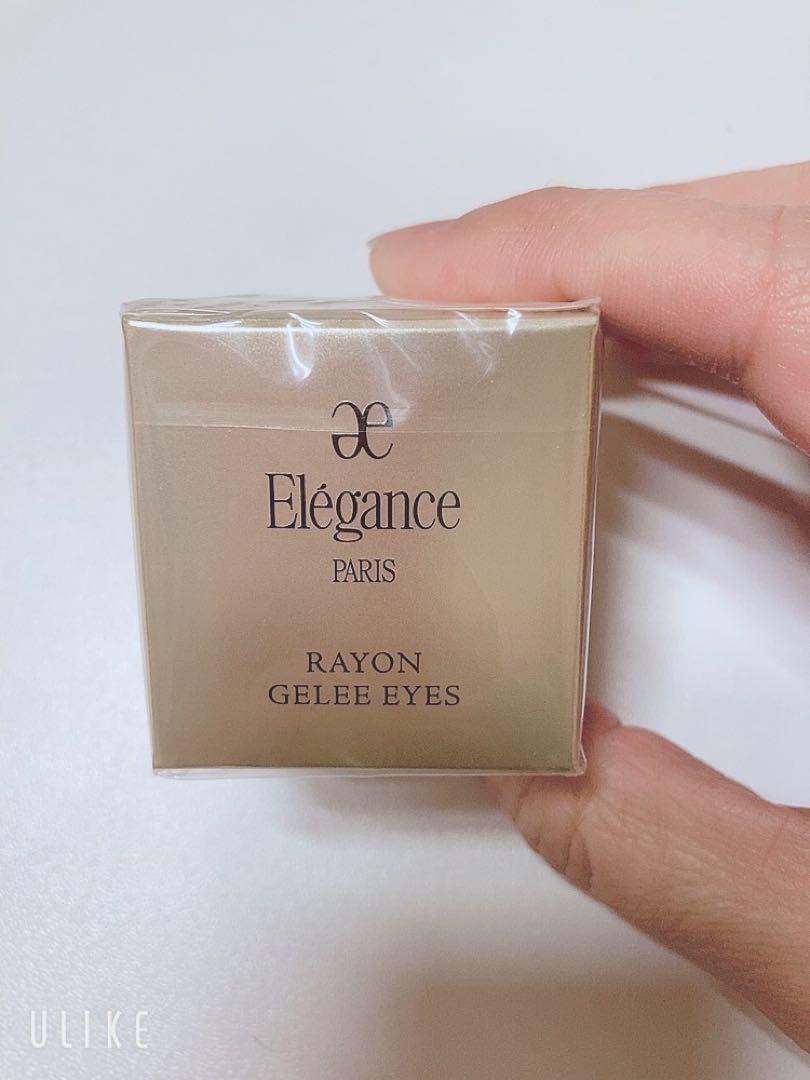 æ
Elégance
PARIS
RAYON
GELEE EYES
ULIKE